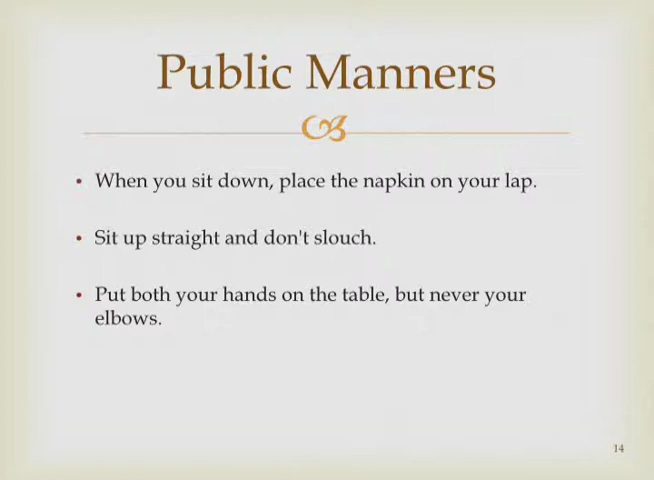 Public Manners
• When you sit down, place the napkin on your lap.
• Sit up straight and don't slouch.
• Put both your hands on the table, but never your
elbows.
14